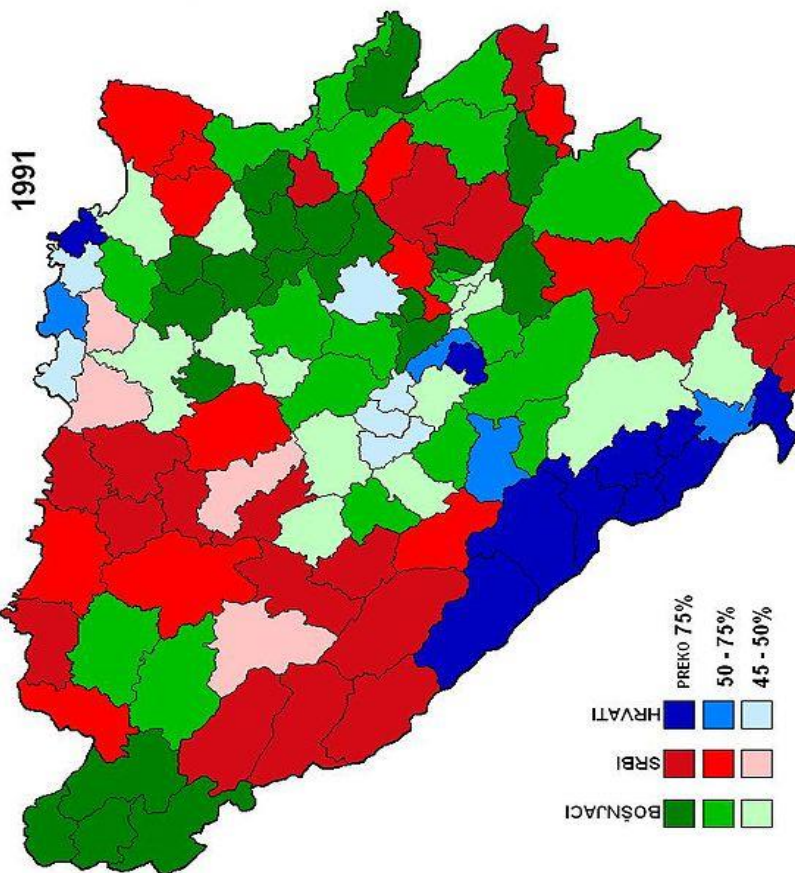 1991
HRVATI
SRBI
BOŠNJACI
PREKO 75%
50 - 75%
45 - 50%